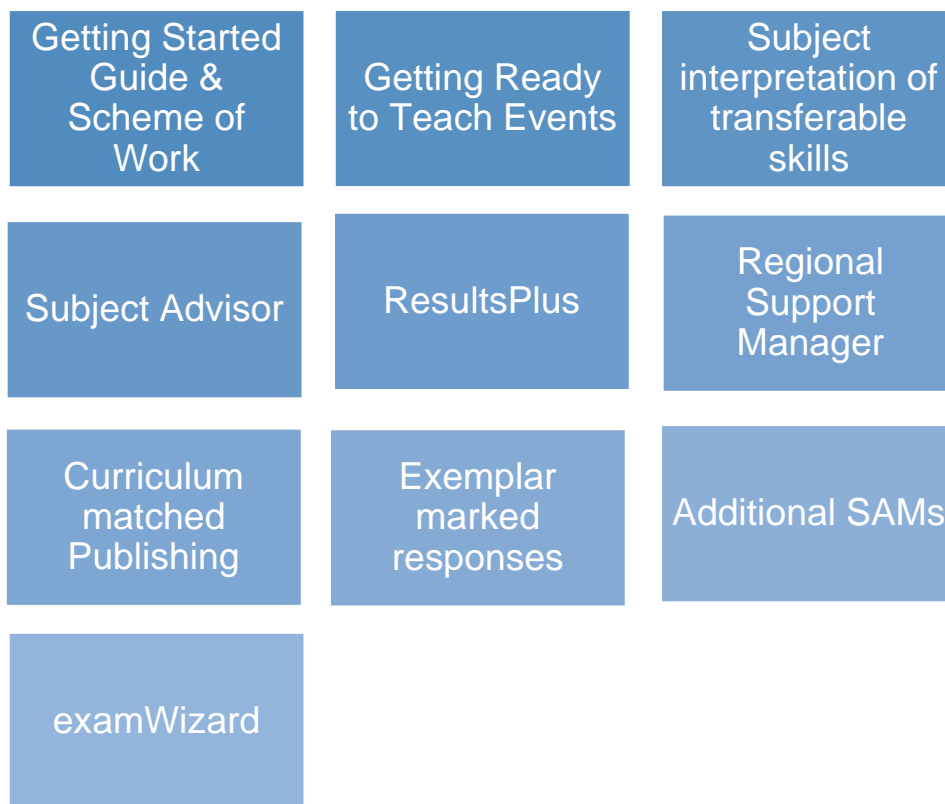 Getting Started
Guide &
Scheme of
Work
Getting Ready
to Teach Events
Subject
interpretation of
transferable
skills
Subject Advisor
ResultsPlus
Regional
Support
Manager
Curriculum
matched
Publishing
Exemplar
marked
responses
Additional SAMs
examWizard